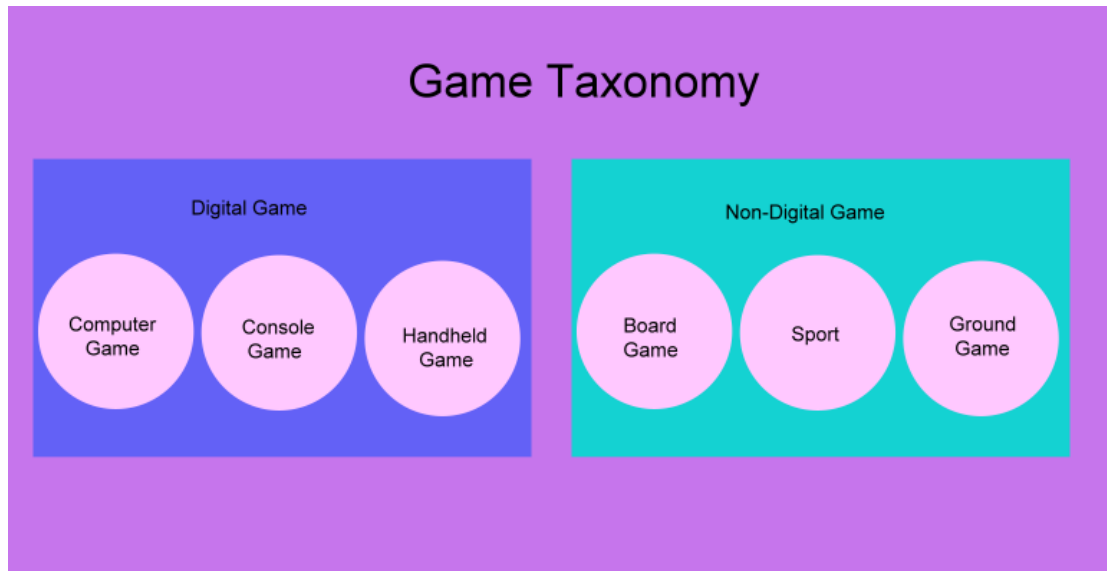 Game Taxonomy
Digital Game
Computer
Game
Console
Game
Handheld
Game
Non-Digital Game
Board
Game
Sport
Ground
Game